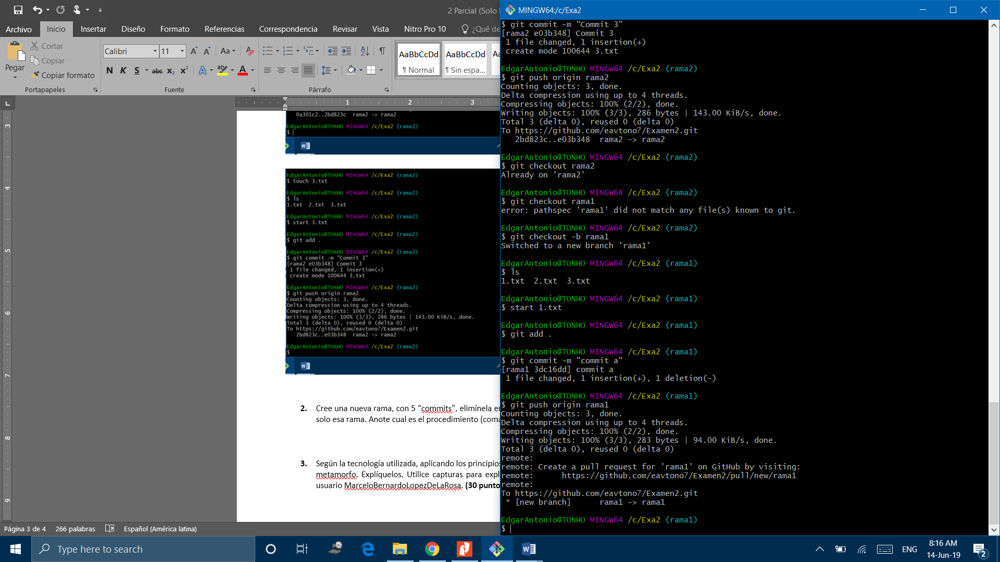 2 Parcial (Solo
Archivo Inicio Insertar Diseño Formato Referencias Correspondencia Revisar Vista Nitro Pro 10 ¿Qué de
Pegar
Cortar
Copiar
Copiar formato
Portapapeles
Calibri 11
Aa
N K S abc x₂ x²
Fuente
Párrafo
AaBbCcDd
¶ Normal
AaBbCcDd
¶ Sin espa...
1 2 3
3
4
5
6
7
8
9
0a301c2..2bd823c rama2 -> rama2
EdgarAntonio@TONHO MINGW64 /c/Exa2 (rama2)
$
EdgarAntonio@TONHO MINGW64 /c/Exa2 (rama2)
$ touch 3.txt
EdgarAntonio@TONHO MINGW64 /c/Exa2 (rama2)
$ ls
1.txt 2.txt 3.txt
EdgarAntonio@TONHO MINGW64 /c/Exa2 (rama2)
$ start 3.txt
EdgarAntonio@TONHO MINGW64 /c/Exa2 (rama2)
$ git add .
EdgarAntonio@TONHO MINGW64 /c/Exa2 (rama2)
$ git commit -m "Commit 3"
[rama2 e03b348] Commit 3
1 file changed, 1 insertion(+)
create mode 100644 3.txt
EdgarAntonio@TONHO MINGW64 /c/Exa2 (rama2)
$ git push origin rama2
Counting objects: 3, done.
Delta compression using up to 4 threads.
Compressing objects: 100% (2/2), done.
Writing objects: 100% (3/3), 286 bytes | 143.00 KiB/s, done.
Total 3 (delta 0), reused 0 (delta 0)
To https://github.com/eavtono7/Examen2.git
2bd823c..e03b348 rama2 -> rama2
EdgarAntonio@TONHO MINGW64 /c/Exa2 (rama2)
$
2. Cree una nueva rama, con 5 “commits”, elimínela
solo esa rama. Anote cual es el procedimiento
3. Según la tecnología utilizada, aplicando los principios
metamorfo. Explíquelos. Utilice capturas para
usuario MarceloBernardoLopezDeLaRosa. (30
Página 3 de 4 266 palabras Español (América latina)
MINGW64:/c/Exa2
$ git commit -m "Commit 3"
[rama2 e03b348] Commit 3
1 file changed, 1 insertion(+)
create mode 100644 3.txt
EdgarAntonio@TONHO MINGW64 /c/Exa2 (rama2)
$ git push origin rama2
Counting objects: 3, done.
Delta compression using up to 4 threads.
Compressing objects: 100% (2/2), done.
Writing objects: 100% (3/3), 286 bytes | 143.00 KiB/s, done.
Total 3 (delta 0), reused 0 (delta 0)
To https://github.com/eavtono7/Examen2.git
2bd823c..e03b348 rama2 -> rama2
EdgarAntonio@TONHO MINGW64 /c/Exa2 (rama2)
$ git checkout rama2
Already on 'rama2'
EdgarAntonio@TONHO MINGW64 /c/Exa2 (rama2)
$ git checkout rama1
error: pathspec 'rama1' did not match any file(s) known to git.
EdgarAntonio@TONHO MINGW64 /c/Exa2 (rama2)
$ git checkout -b rama1
Switched to a new branch 'rama1'
EdgarAntonio@TONHO MINGW64 /c/Exa2 (rama1)
$ ls
1.txt 2.txt 3.txt
EdgarAntonio@TONHO MINGW64 /c/Exa2 (rama1)
$ start 1.txt
EdgarAntonio@TONHO MINGW64 /c/Exa2 (rama1)
$ git add .
EdgarAntonio@TONHO MINGW64 /c/Exa2 (rama1)
$ git commit -m "commit a"
[rama1 3dc16dd] commit a
1 file changed, 1 insertion(+), 1 deletion(-)
EdgarAntonio@TONHO MINGW64 /c/Exa2 (rama1)
$ git push origin rama1
Counting objects: 3, done.
Delta compression using up to 4 threads.
Compressing objects: 100% (2/2), done.
Writing objects: 100% (3/3), 283 bytes | 94.00 KiB/s, done.
Total 3 (delta 0), reused 0 (delta 0)
remote:
remote: Create a pull request for 'rama1' on GitHub by visiting:
remote: https://github.com/eavtono7/Examen2/pull/new/rama1
remote:
To https://github.com/eavtono7/Examen2.git
* [new branch] rama1 -> rama1
EdgarAntonio@TONHO MINGW64 /c/Exa2 (rama1)
$
Type here to search
ENG
8:16 AM
14-Jun-19
2